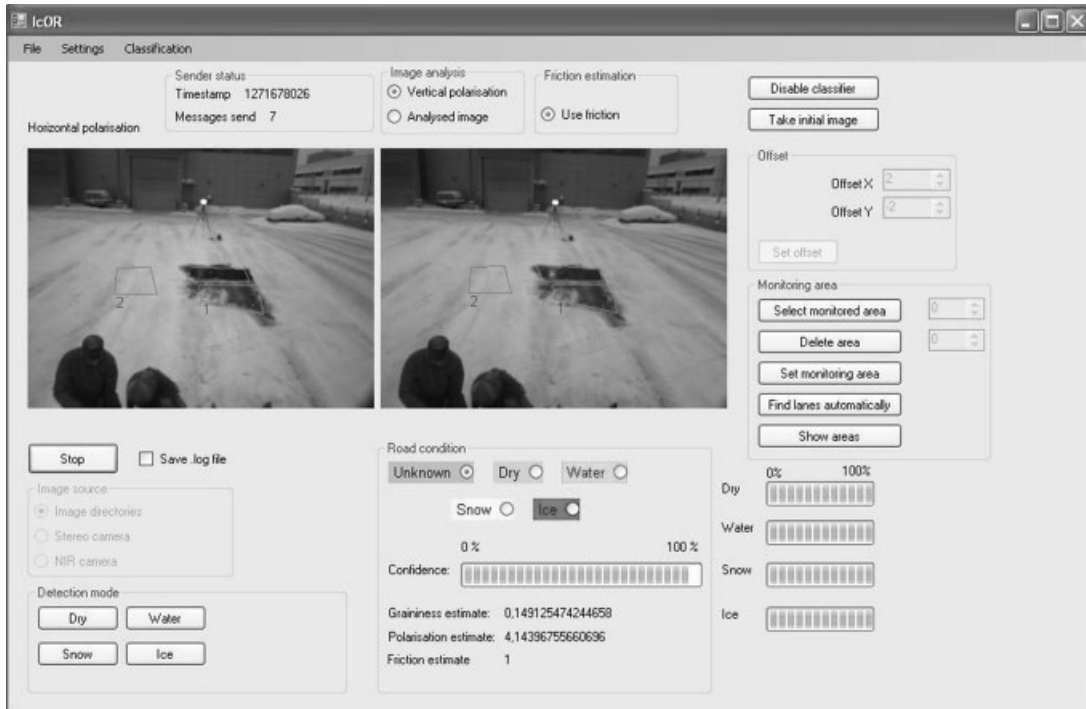 IcOR
File Settings Classification
Sender status
Timestamp 1271678026
Messages send 7
Image analysis
Vertical polarisation
Analysed image
Friction estimation
Use friction
Disable classifier
Take initial image
Horizontal polarisation
2
1
2
1
Offset
Offset X 2
Offset Y -2
Set offset
Monitoring area
Select monitored area 0
Delete area 0
Set monitoring area
Find lanes automatically
Show areas
Stop Save .log file
Image source
Image directories
Stereo camera
NIR camera
Detection mode
Dry Water
Snow Ice
Road condition
Unknown Dry Water
Snow Ice
0 % 100 %
Confidence:
Graininess estimate: 0,149125474244658
Polarisation estimate: 4,14396755660696
Friction estimate 1
0% 100%
Dry
Water
Snow
Ice